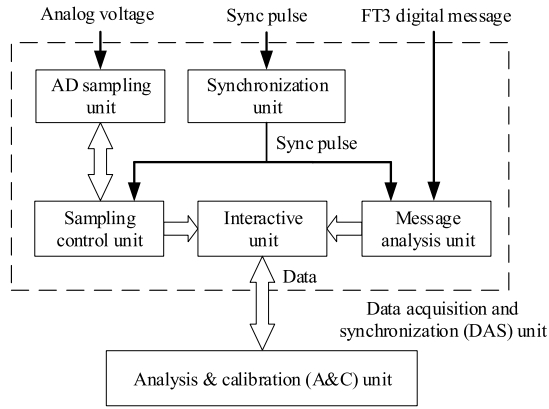 Analog voltage
Sync pulse
FT3 digital message
AD sampling
unit
Synchronization
unit
Sync pulse
Sampling
control unit
Interactive
unit
Message
analysis unit
Data
Data acquisition and
synchronization (DAS) unit
Analysis & calibration (A&C) unit